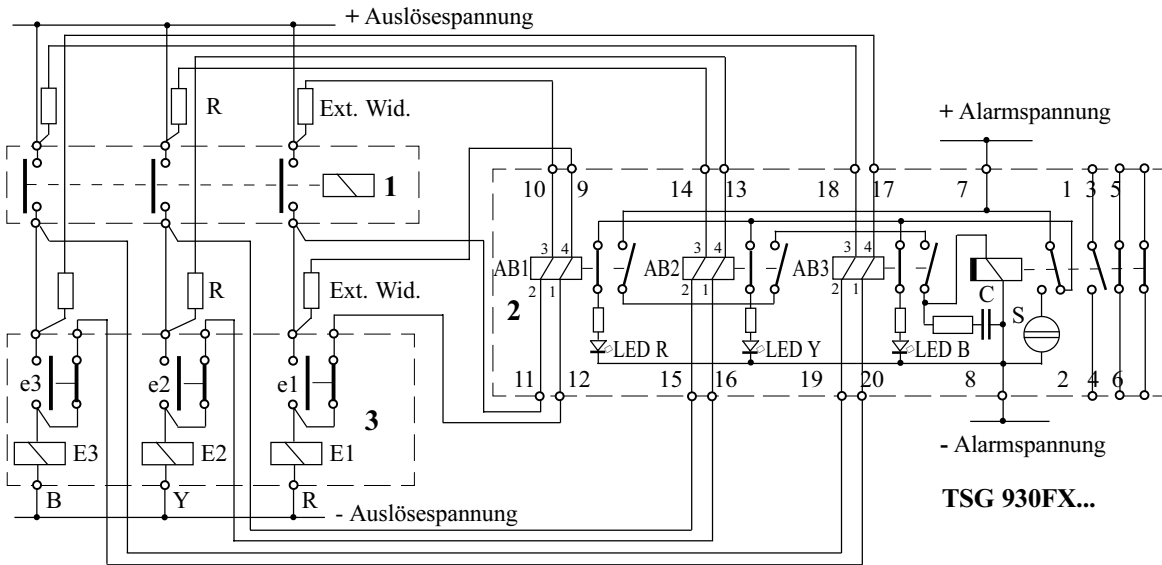 + Auslösespannung
R
Ext. Wid.
+ Alarmspannung
1
10
9
14
13
18
17
7
1
3
5
3
4
3
4
3
4
AB1
AB2
AB3
2
1
2
1
2
1
R
Ext. Wid.
2
C
S
LED R
LED Y
LED B
e3
e2
e1
11
12
15
16
19
20
8
2
4
6
3
E3
E2
E1
- Alarmspannung
B
Y
R
- Auslösespannung
TSG 930FX...